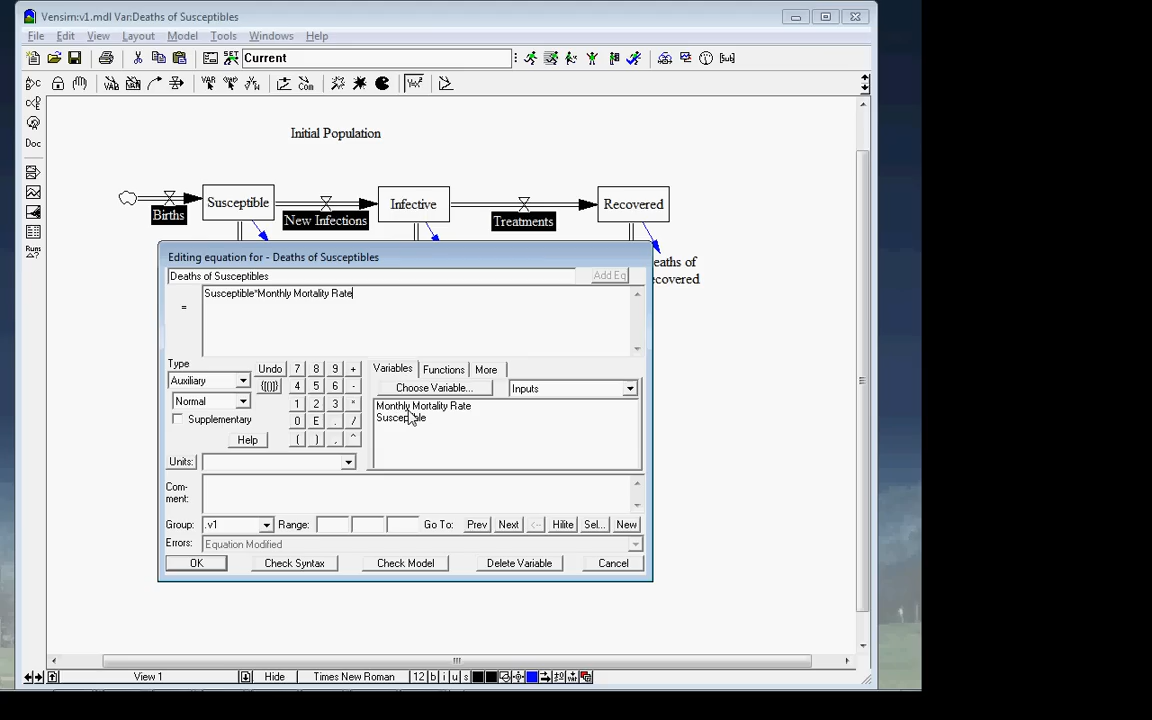 Vensim:v1.mdl Var:Deaths of Susceptibles
File Edit View Layout Model Tools Windows Help
SET Current
VAR Com
Initial Population
Doc
Susceptible Infective Recovered
Births New Infections Treatments
Runs
?
Editing equation for - Deaths of Susceptibles
eaths of
ecovered
Deaths of Susceptibles Add Eq
= Susceptible*Monthly Mortality Rate
Type Undo 7 8 9 + Variables Functions More
Auxiliary {[()]} 4 5 6 - Choose Variable... Inputs
Normal 1 2 3 * Monthly Mortality Rate
Supplementary 0 E . / Susceptible
Help ( ) , ^
Units:
Com-
ment:
Group: .v1 Range: Go To: Prev Next <- Hilite Sel... New
Errors: Equation Modified
OK Check Syntax Check Model Delete Variable Cancel
View 1 Hide Times New Roman 12 b i u s